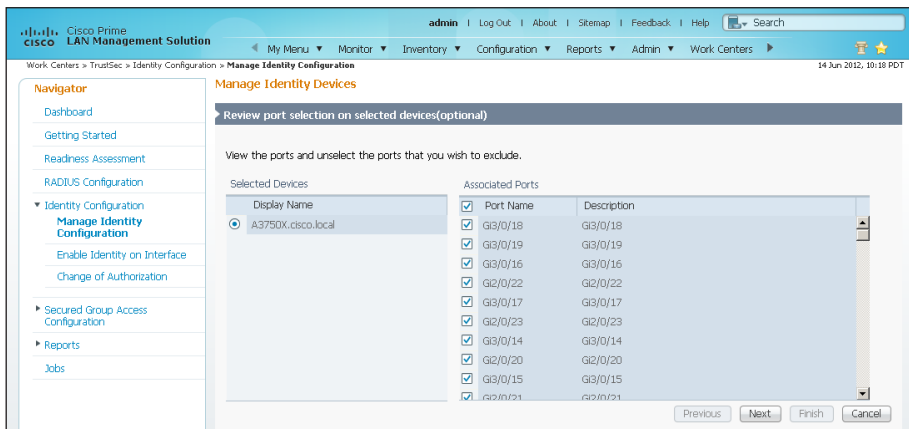 Cisco Prime
CISCO LAN Management Solution
admin | Log Out | About | Sitemap | Feedback | Help Search
My Menu ▼ Monitor ▼ Inventory ▼ Configuration ▼ Reports ▼ Admin ▼ Work Centers
Work Centers > TrustSec > Identity Configuration > Manage Identity Configuration
14 Jun 2012, 10:18 PDT
Navigator
Dashboard
Getting Started
Readiness Assessment
RADIUS Configuration
Identity Configuration
Manage Identity
Configuration
Enable Identity on Interface
Change of Authorization
Secured Group Access
Configuration
Reports
Jobs
Manage Identity Devices
Review port selection on selected devices(optional)
View the ports and unselect the ports that you wish to exclude.
Selected Devices
Display Name
A3750X.cisco.local
Associated Ports
Port Name Description
Gi3/0/18 Gi3/0/18
Gi3/0/19 Gi3/0/19
Gi3/0/16 Gi3/0/16
Gi2/0/22 Gi2/0/22
Gi3/0/17 Gi3/0/17
Gi2/0/23 Gi2/0/23
Gi3/0/14 Gi3/0/14
Gi2/0/20 Gi2/0/20
Gi3/0/15 Gi3/0/15
Gi2/0/21 Gi2/0/21
Previous Next Finish Cancel